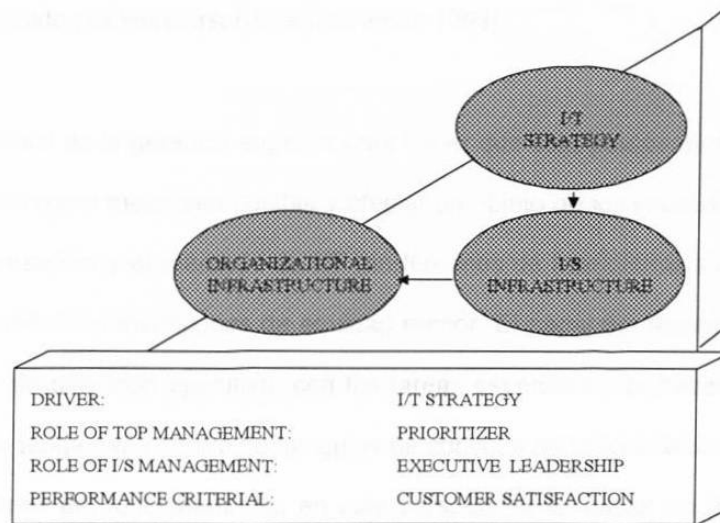 I/T
STRATEGY
ORGANIZATIONAL
INFRASTRUCTURE
I/S
INFRASTRUCTURE
DRIVER: I/T STRATEGY
ROLE OF TOP MANAGEMENT: PRIORITIZER
ROLE OF I/S MANAGEMENT: EXECUTIVE LEADERSHIP
PERFORMANCE CRITERIAL: CUSTOMER SATISFACTION